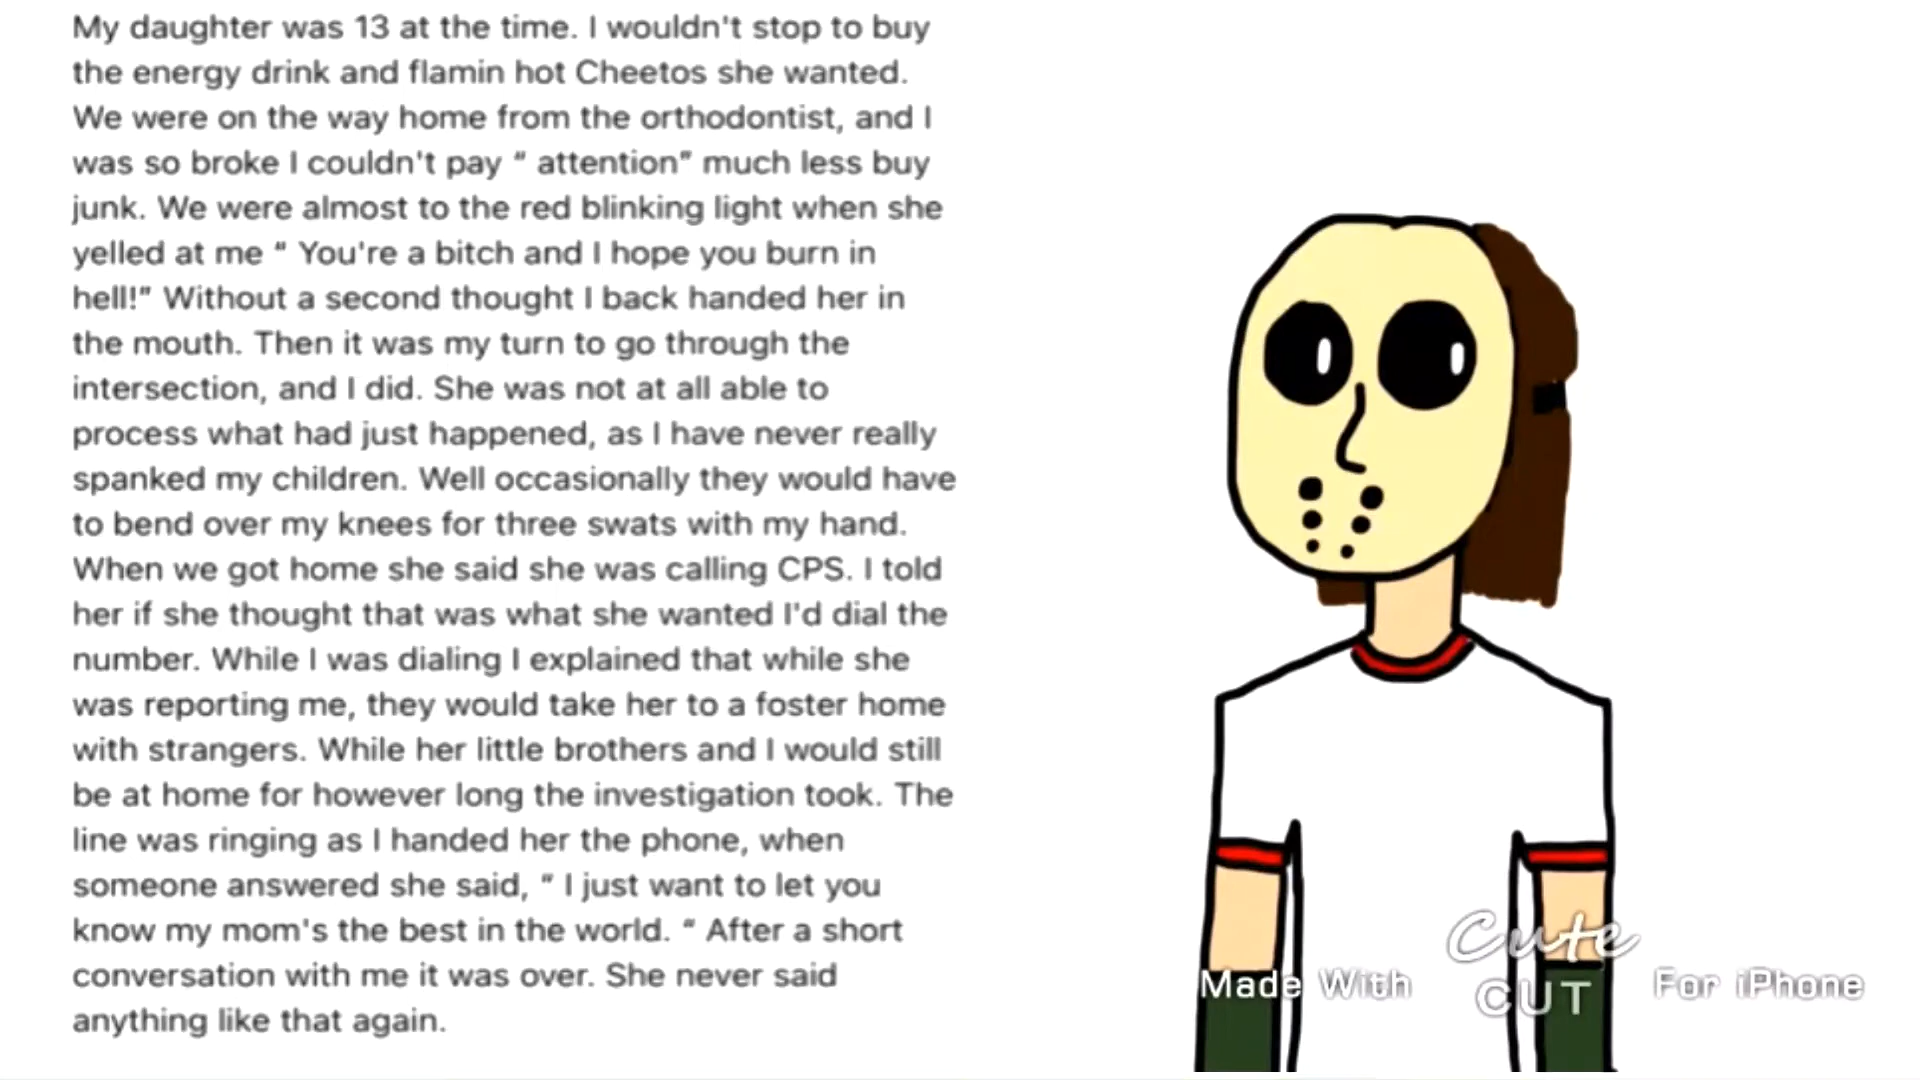 My daughter was 13 at the time. I wouldn't stop to buy
the energy drink and flamin hot Cheetos she wanted.
We were on the way home from the orthodontist, and I
was so broke I couldn't pay “ attention” much less buy
junk. We were almost to the red blinking light when she
yelled at me “ You're a bitch and I hope you burn in
hell!” Without a second thought I back handed her in
the mouth. Then it was my turn to go through the
intersection, and I did. She was not at all able to
process what had just happened, as I have never really
spanked my children. Well occasionally they would have
to bend over my knees for three swats with my hand.
When we got home she said she was calling CPS. I told
her if she thought that was what she wanted I'd dial the
number. While I was dialing I explained that while she
was reporting me, they would take her to a foster home
with strangers. While her little brothers and I would still
be at home for however long the investigation took. The
line was ringing as I handed her the phone, when
someone answered she said, “ I just want to let you
know my mom's the best in the world. “ After a short
conversation with me it was over. She never said
anything like that again.
Made With Cute CUT For iPhone